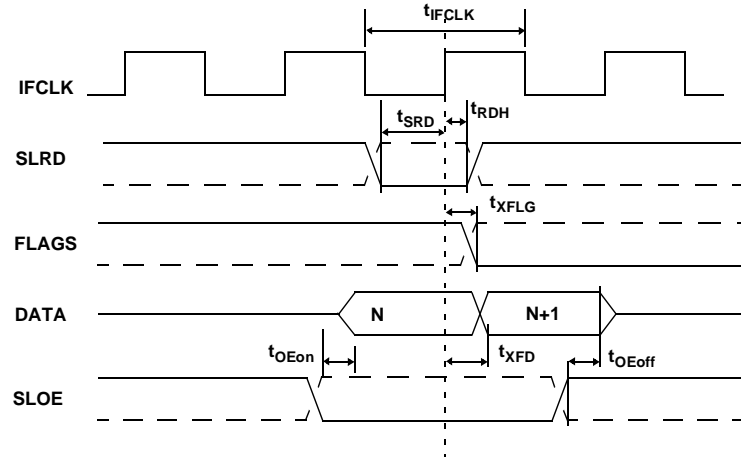 tIFCLK
IFCLK
tSRD
tRDH
SLRD
tXFLG
FLAGS
DATA
N
N+1
tOEon
tXFD
tOEoff
SLOE